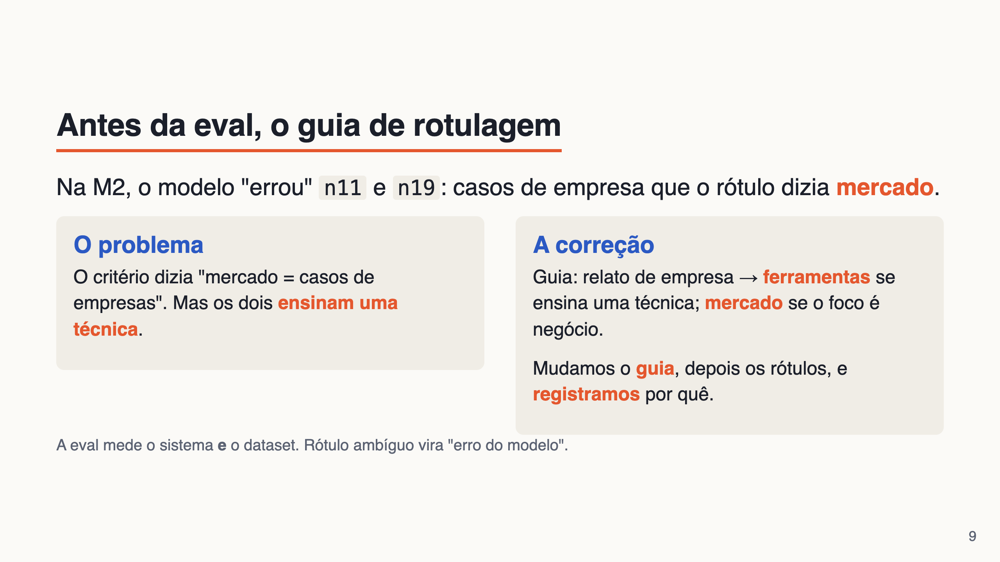 Antes da eval, o guia de rotulagem
Na M2, o modelo "errou" n11 e n19: casos de empresa que o rótulo dizia mercado.
O problema
O critério dizia "mercado = casos de
empresas". Mas os dois ensinam uma
técnica.
A correção
Guia: relato de empresa → ferramentas se
ensina uma técnica; mercado se o foco é
negócio.
Mudamos o guia, depois os rótulos, e
registramos por quê.
A eval mede o sistema e o dataset. Rótulo ambíguo vira "erro do modelo".
9